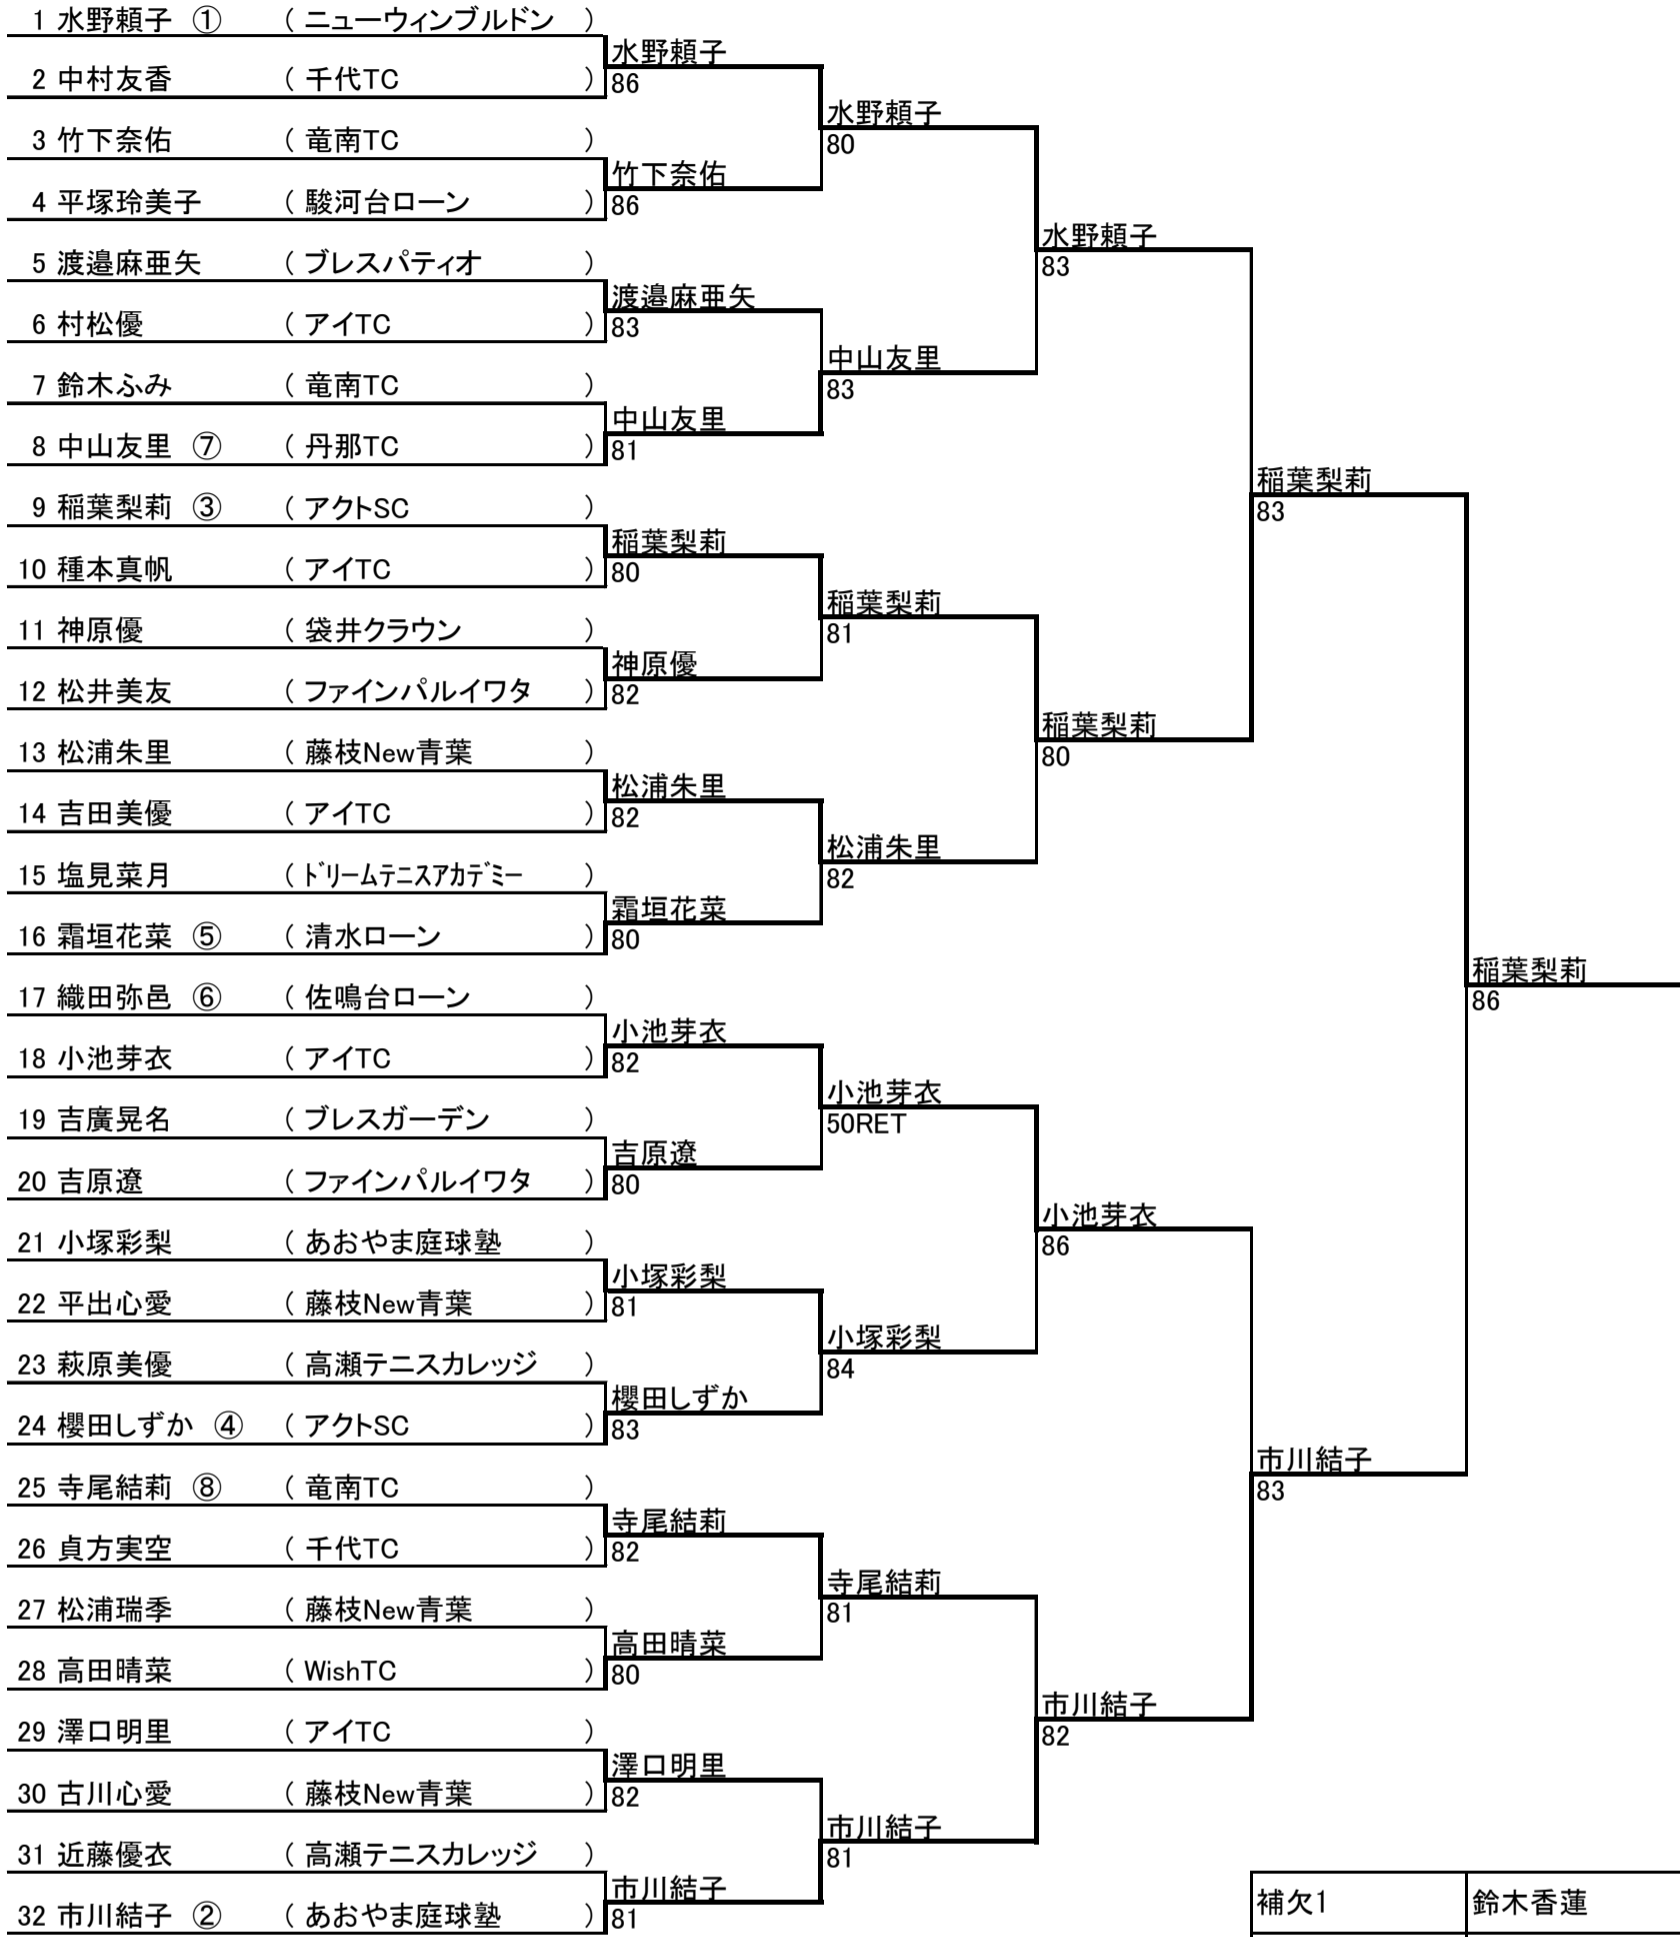 1 水野頼子 ① ( ニューウィンブルドン )
水野頼子
2 中村友香 ( 千代TC )
86
水野頼子
80
3 竹下奈佑 ( 竜南TC )
竹下奈佑
4 平塚玲美子 ( 駿河台ローン )
86
水野頼子
83
5 渡邉麻亜矢 ( ブレスパティオ )
渡邉麻亜矢
6 村松優 ( アイTC )
83
中山友里
83
7 鈴木ふみ ( 竜南TC )
中山友里
8 中山友里 ⑦ ( 丹那TC )
81
稲葉梨莉
83
9 稲葉梨莉 ③ ( アクトSC )
稲葉梨莉
10 種本真帆 ( アイTC )
80
稲葉梨莉
81
11 神原優 ( 袋井クラウン )
神原優
12 松井美友 ( ファインパルイワタ )
82
稲葉梨莉
80
13 松浦朱里 ( 藤枝New青葉 )
松浦朱里
14 吉田美優 ( アイTC )
82
松浦朱里
82
15 塩見菜月 ( ﾄﾞﾘｰﾑﾃﾆｽｱｶﾃﾞﾐｰ )
霜垣花菜
16 霜垣花菜 ⑤ ( 清水ローン )
80
稲葉梨莉
86
17 織田弥邑 ⑥ ( 佐鳴台ローン )
小池芽衣
18 小池芽衣 ( アイTC )
82
小池芽衣
50RET
19 吉廣晃名 ( ブレスガーデン )
吉原遼
20 吉原遼 ( ファインパルイワタ )
80
小池芽衣
86
21 小塚彩梨 ( あおやま庭球塾 )
小塚彩梨
22 平出心愛 ( 藤枝New青葉 )
81
小塚彩梨
84
23 萩原美優 ( 高瀬テニスカレッジ )
櫻田しずか
24 櫻田しずか ④ ( アクトSC )
83
市川結子
83
25 寺尾結莉 ⑧ ( 竜南TC )
寺尾結莉
26 貞方実空 ( 千代TC )
82
寺尾結莉
81
27 松浦瑞季 ( 藤枝New青葉 )
高田晴菜
28 高田晴菜 ( WishTC )
80
市川結子
82
29 澤口明里 ( アイTC )
澤口明里
30 古川心愛 ( 藤枝New青葉 )
82
市川結子
81
31 近藤優衣 ( 高瀬テニスカレッジ )
市川結子
32 市川結子 ② ( あおやま庭球塾 )
81
補欠1 鈴木香蓮